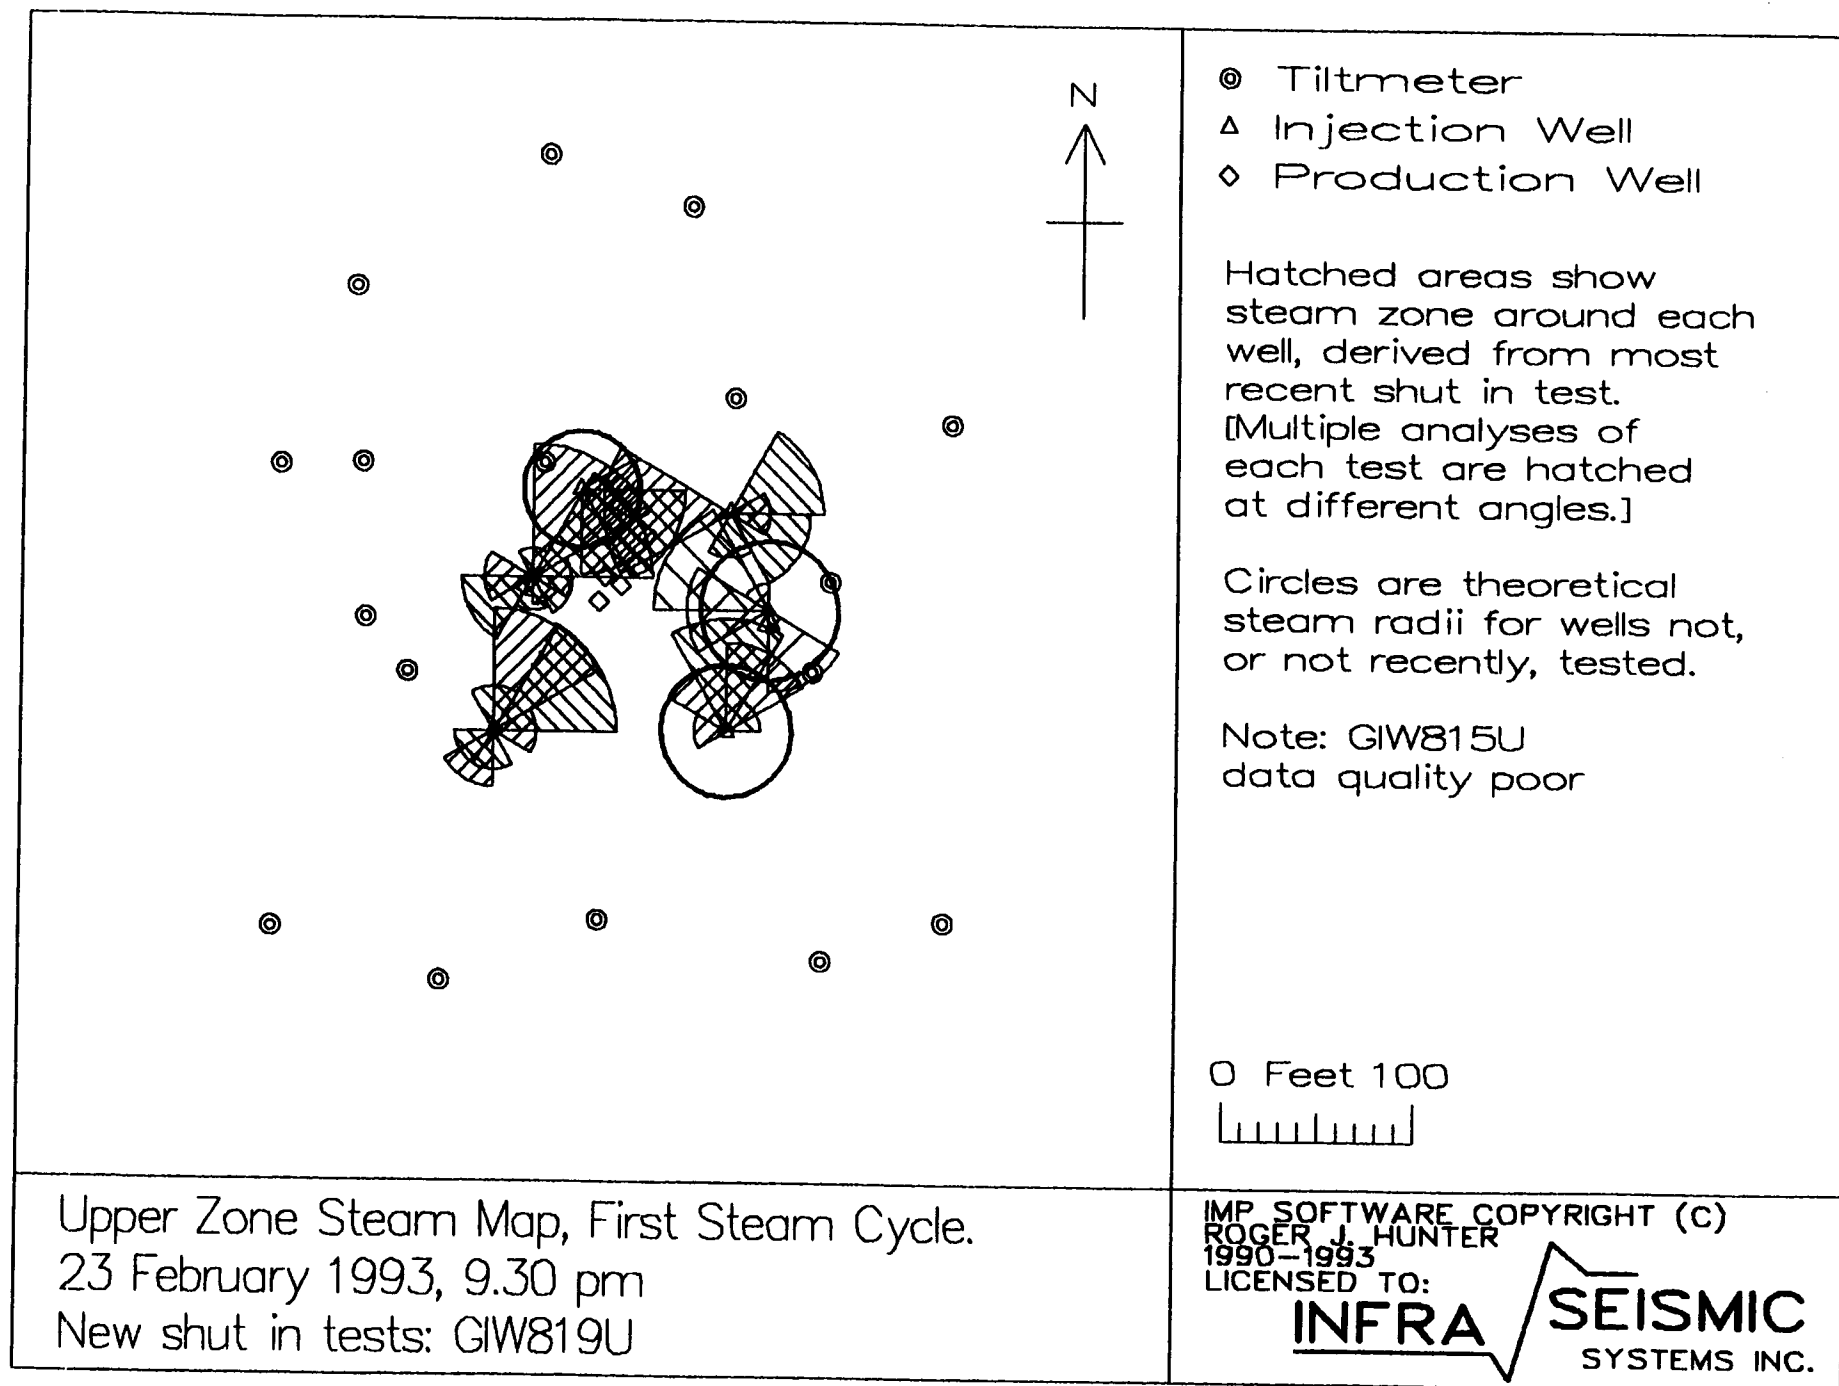 N
Tiltmeter
Injection Well
Production Well
Hatched areas show
steam zone around each
well, derived from most
recent shut in test.
[Multiple analyses of
each test are hatched
at different angles.]
Circles are theoretical
steam radii for wells not,
or not recently, tested.
Note: GIW815U
data quality poor
0 Feet 100
Upper Zone Steam Map, First Steam Cycle.
23 February 1993, 9.30 pm
New shut in tests: GIW819U
IMP SOFTWARE COPYRIGHT (C)
ROGER J. HUNTER
1990-1993
LICENSED TO:
INFRA SEISMIC
SYSTEMS INC.